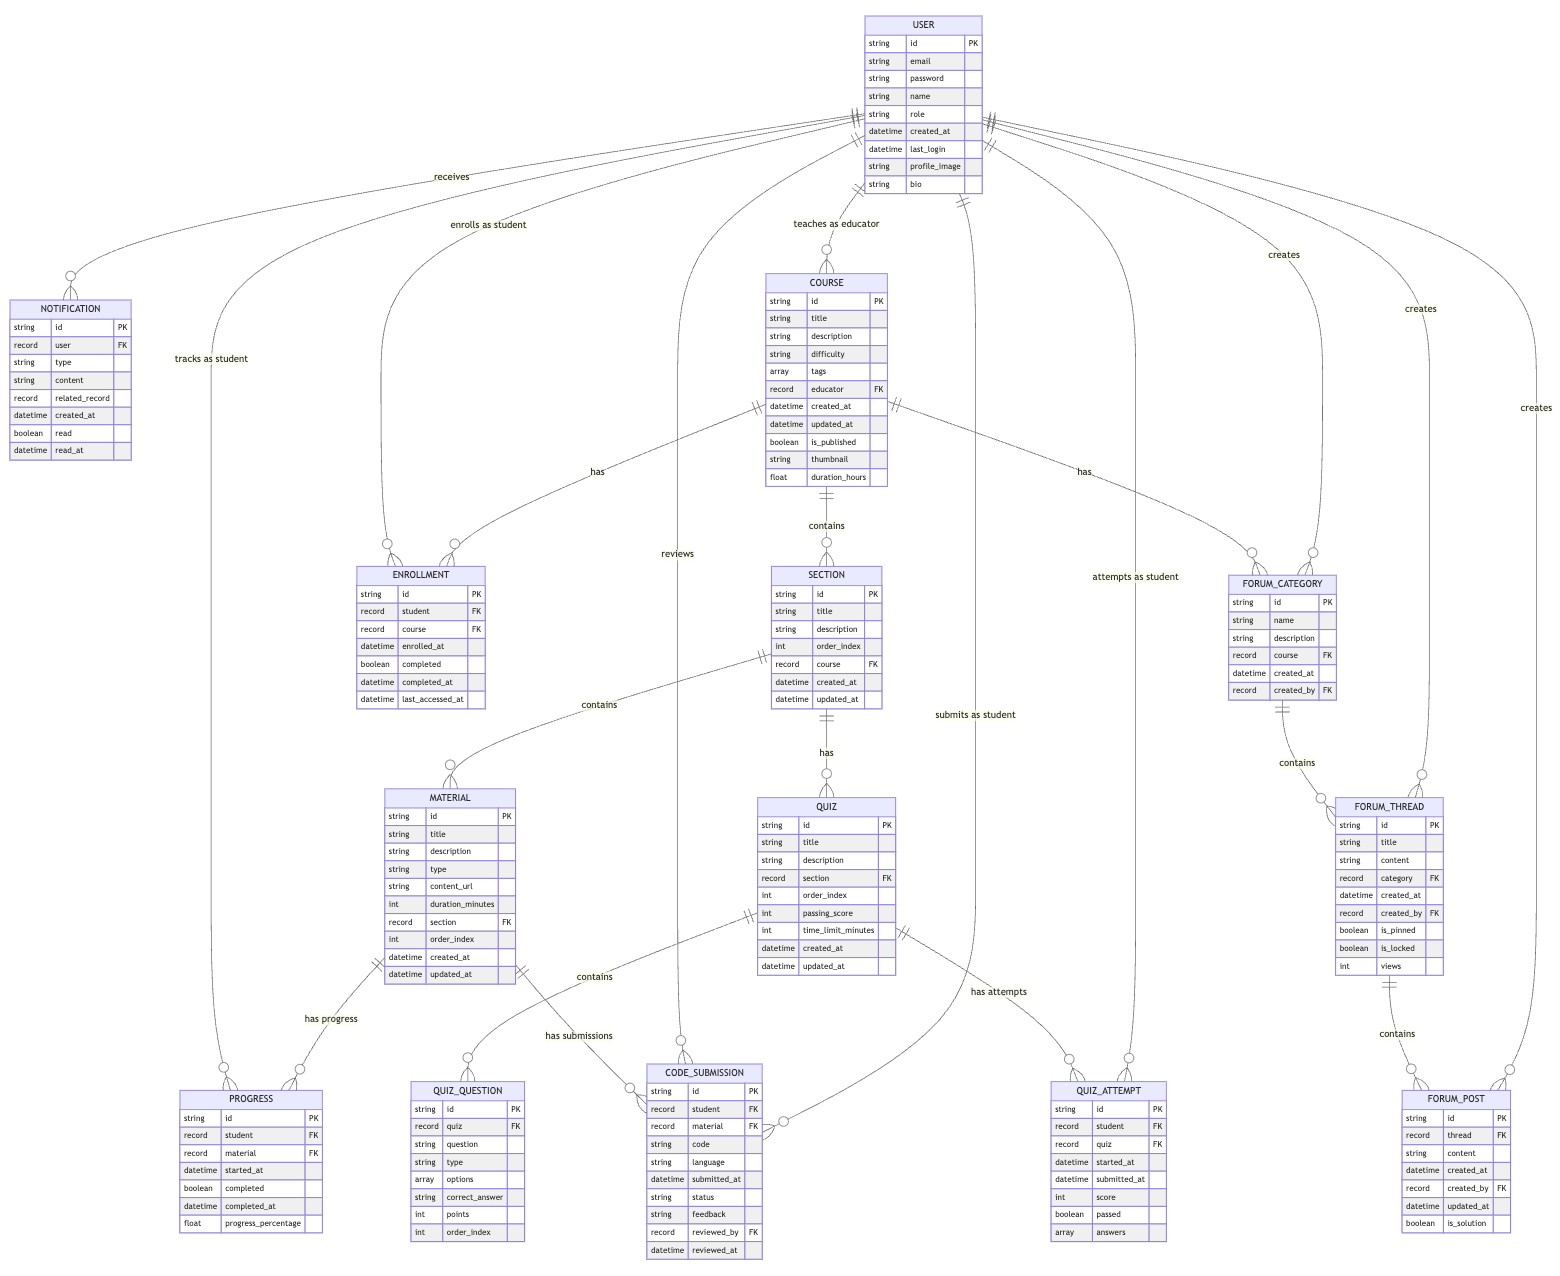 USER
string id PK
string email
string password
string name
string role
datetime created_at
datetime last_login
string profile_image
string bio
receives
enrolls as student
teaches as educator
creates
creates
tracks as student
creates
NOTIFICATION
string id PK
record user FK
string type
string content
record related_record
datetime created_at
boolean read
datetime read_at
COURSE
string id PK
string title
string description
string difficulty
array tags
record educator FK
datetime created_at
datetime updated_at
boolean is_published
string thumbnail
float duration_hours
has
has
contains
reviews
attempts as student
ENROLLMENT
string id PK
record student FK
record course FK
datetime enrolled_at
boolean completed
datetime completed_at
datetime last_accessed_at
SECTION
string id PK
string title
string description
int order_index
record course FK
datetime created_at
datetime updated_at
FORUM_CATEGORY
string id PK
string name
string description
record course FK
datetime created_at
record created_by FK
contains
submits as student
has
contains
MATERIAL
string id PK
string title
string description
string type
string content_url
int duration_minutes
record section FK
int order_index
datetime created_at
datetime updated_at
QUIZ
string id PK
string title
string description
record section FK
int order_index
int passing_score
int time_limit_minutes
datetime created_at
datetime updated_at
FORUM_THREAD
string id PK
string title
string content
record category FK
datetime created_at
record created_by FK
boolean is_pinned
boolean is_locked
int views
contains
has attempts
has progress
has submissions
contains
PROGRESS
string id PK
record student FK
record material FK
datetime started_at
boolean completed
datetime completed_at
float progress_percentage
QUIZ_QUESTION
string id PK
record quiz FK
string question
string type
array options
string correct_answer
int points
int order_index
CODE_SUBMISSION
string id PK
record student FK
record material FK
string code
string language
datetime submitted_at
string status
string feedback
record reviewed_by FK
datetime reviewed_at
QUIZ_ATTEMPT
string id PK
record student FK
record quiz FK
datetime started_at
datetime submitted_at
int score
boolean passed
array answers
FORUM_POST
string id PK
record thread FK
string content
datetime created_at
record created_by FK
datetime updated_at
boolean is_solution